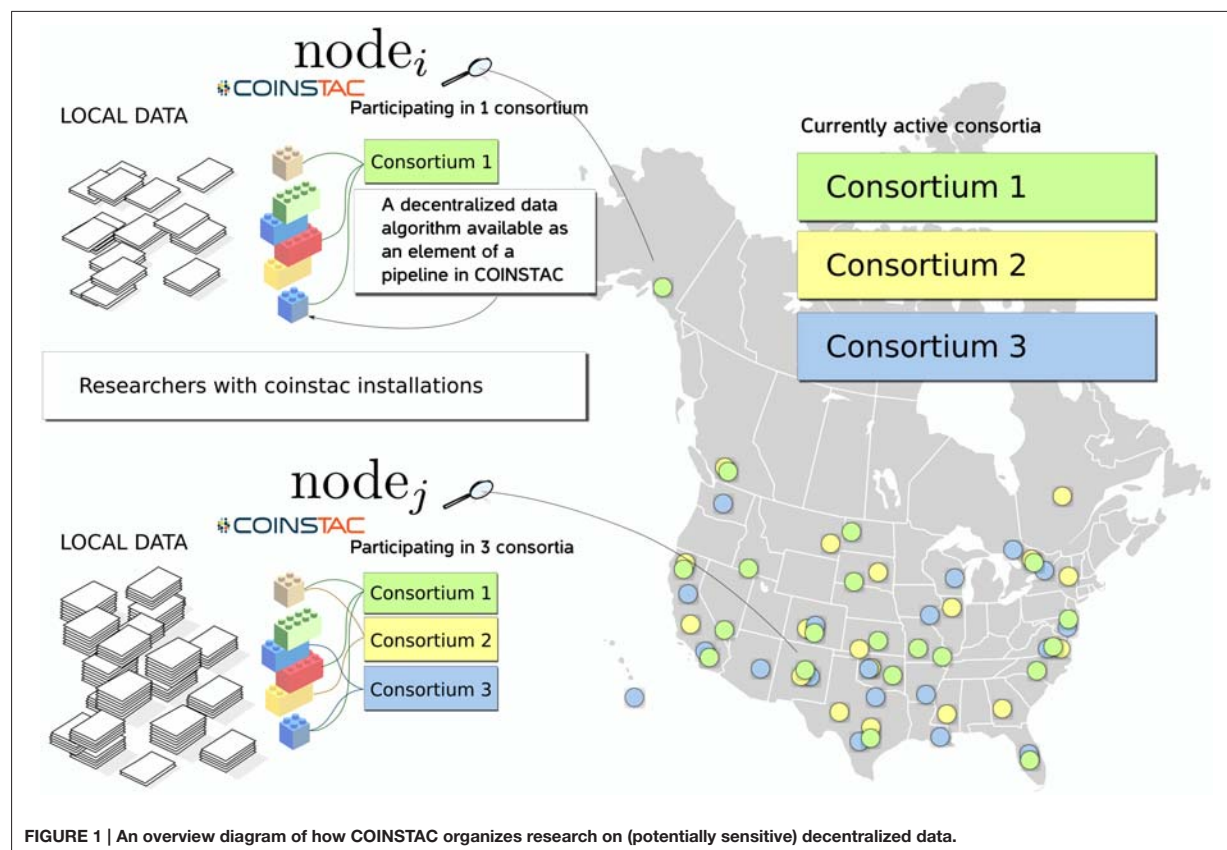 node_i
COINSTAC
Participating in 1 consortium
LOCAL DATA
Consortium 1
A decentralized data
algorithm available as
an element of a
pipeline in COINSTAC
Currently active consortia
Consortium 1
Consortium 2
Consortium 3
Researchers with coinstac installations
node_j
COINSTAC
Participating in 3 consortia
LOCAL DATA
Consortium 1
Consortium 2
Consortium 3
FIGURE 1 | An overview diagram of how COINSTAC organizes research on (potentially sensitive) decentralized data.